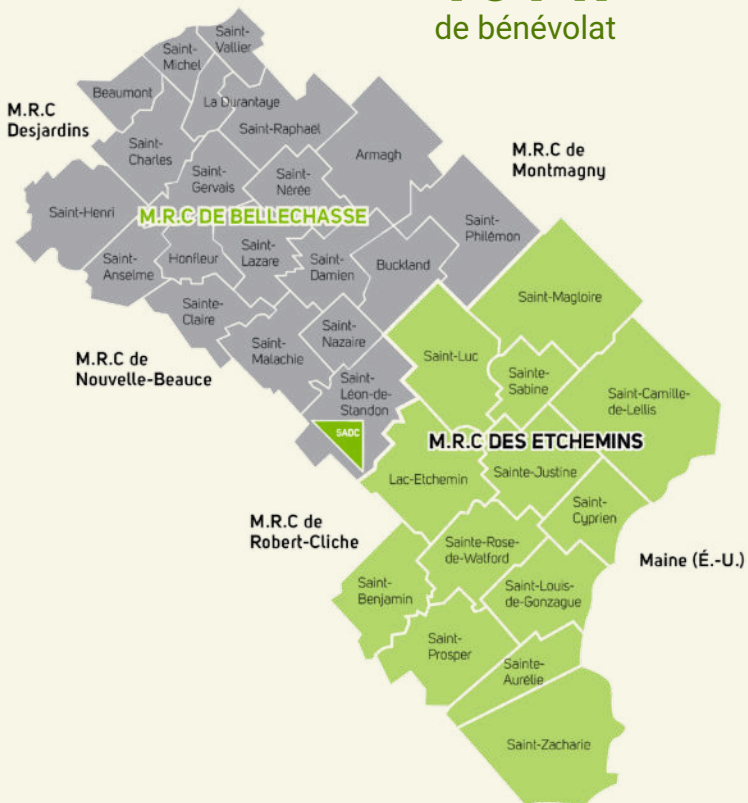 de bénévolat
Saint-
Vallier
Saint-
Michel
Beaumont
La Durantaye
M.R.C
Desjardins
Saint-Raphaël
Saint-
Charles
Armagh
M.R.C de
Montmagny
Saint-
Gervais
Saint-
Nérée
Saint-Henri
M.R.C DE BELLECHASSE
Saint-
Philémon
Saint-
Anselme
Honfleur
Saint-
Lazare
Saint-
Damien
Buckland
Saint-Magloire
Sainte-
Claire
Saint-
Nazaire
Saint-
Malachie
Saint-Luc
M.R.C de
Nouvelle-Beauce
Sainte-
Sabine
Saint-
Léon-de-
Standon
Saint-Camille-
de-Lellis
SADC
M.R.C DES ETCHEMINS
Lac-Etchemin
Sainte-Justine
Saint-
Cyprien
M.R.C de
Robert-Cliche
Sainte-Rose-
de-Watford
Maine (É.-U.)
Saint-
Benjamin
Saint-Louis-
de-Gonzague
Saint-
Prosper
Sainte-
Aurélie
Saint-Zacharie